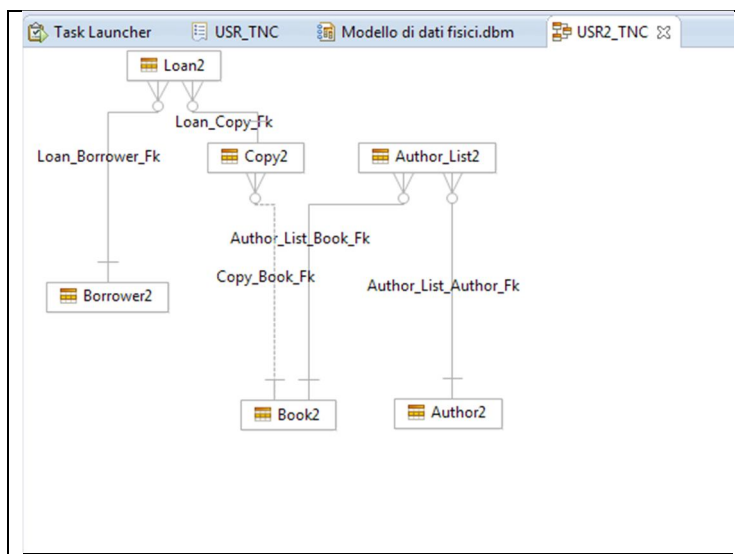 Task Launcher
USR_TNC
Modello di dati fisici.dbm
USR2_TNC
Loan2
Loan_Copy_Fk
Loan_Borrower_Fk
Copy2
Author_List2
Author_List_Book_Fk
Copy_Book_Fk
Author_List_Author_Fk
Borrower2
Book2
Author2